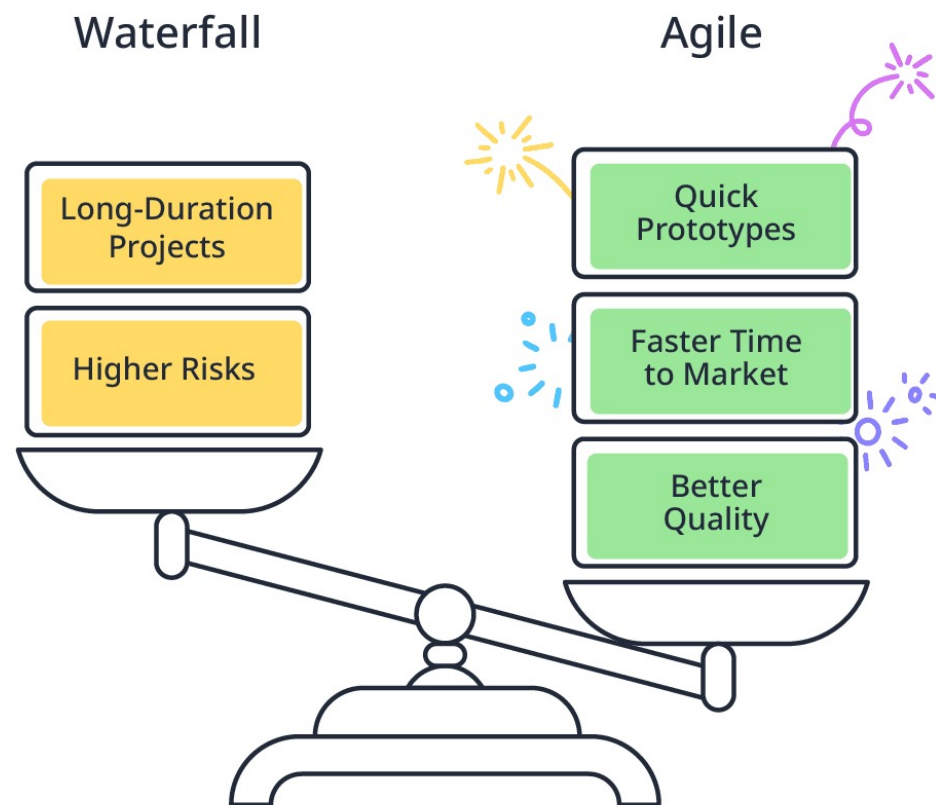 Waterfall
Agile
Long-Duration
Projects
Higher Risks
Quick
Prototypes
Faster Time
to Market
Better
Quality